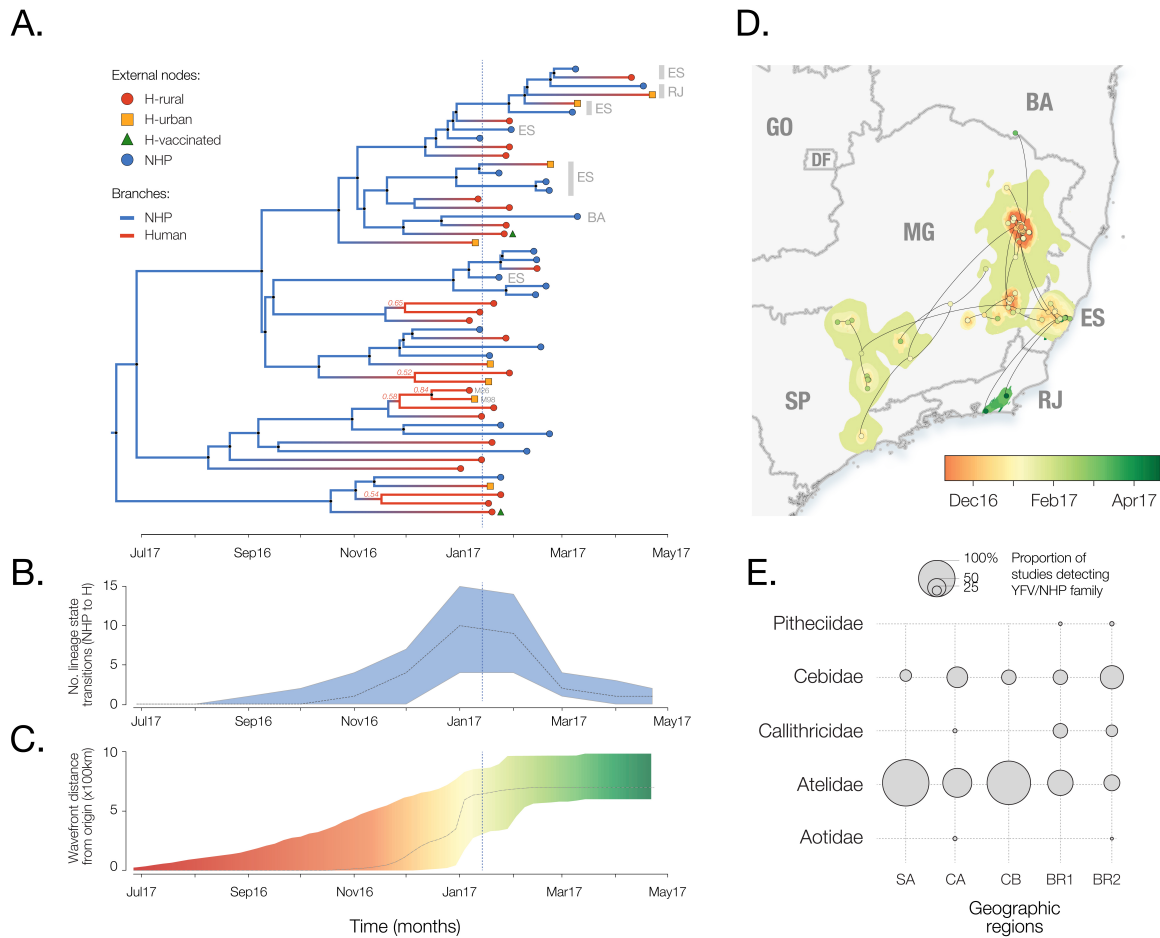 A.
External nodes:
H-rural
H-urban
H-vaccinated
NHP
Branches:
NHP
Human
ES
RJ
ES
ES
ES
BA
ES
0.65
0.52
0.84
M26
0.58
M98
0.54
Jul17
Sep16
Nov16
Jan17
Mar17
May17
B.
No. lineage state
transitions (NHP to H)
15
10
5
0
Jul17
Sep16
Nov16
Jan17
Mar17
May17
C.
Wavefront distance
from origin (x100km)
10
5
0
Jul17
Sep16
Nov16
Jan17
Mar17
May17
Time (months)
D.
BA
GO
DF
MG
ES
SP
RJ
Dec16
Feb17
Apr17
E.
100%
50
25
Proportion of
studies detecting
YFV/NHP family
Pitheciidae
Cebidae
Callithricidae
Atelidae
Aotidae
SA
CA
CB
BR1
BR2
Geographic
regions